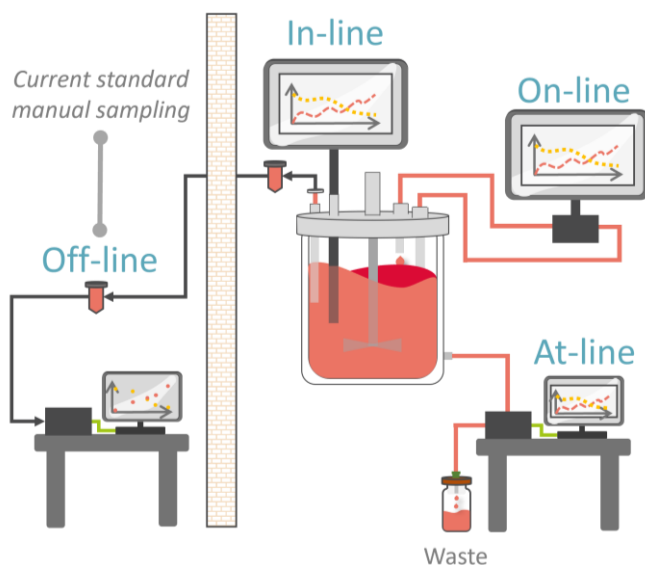 In-line
Current standard
manual sampling
On-line
Off-line
At-line
Waste